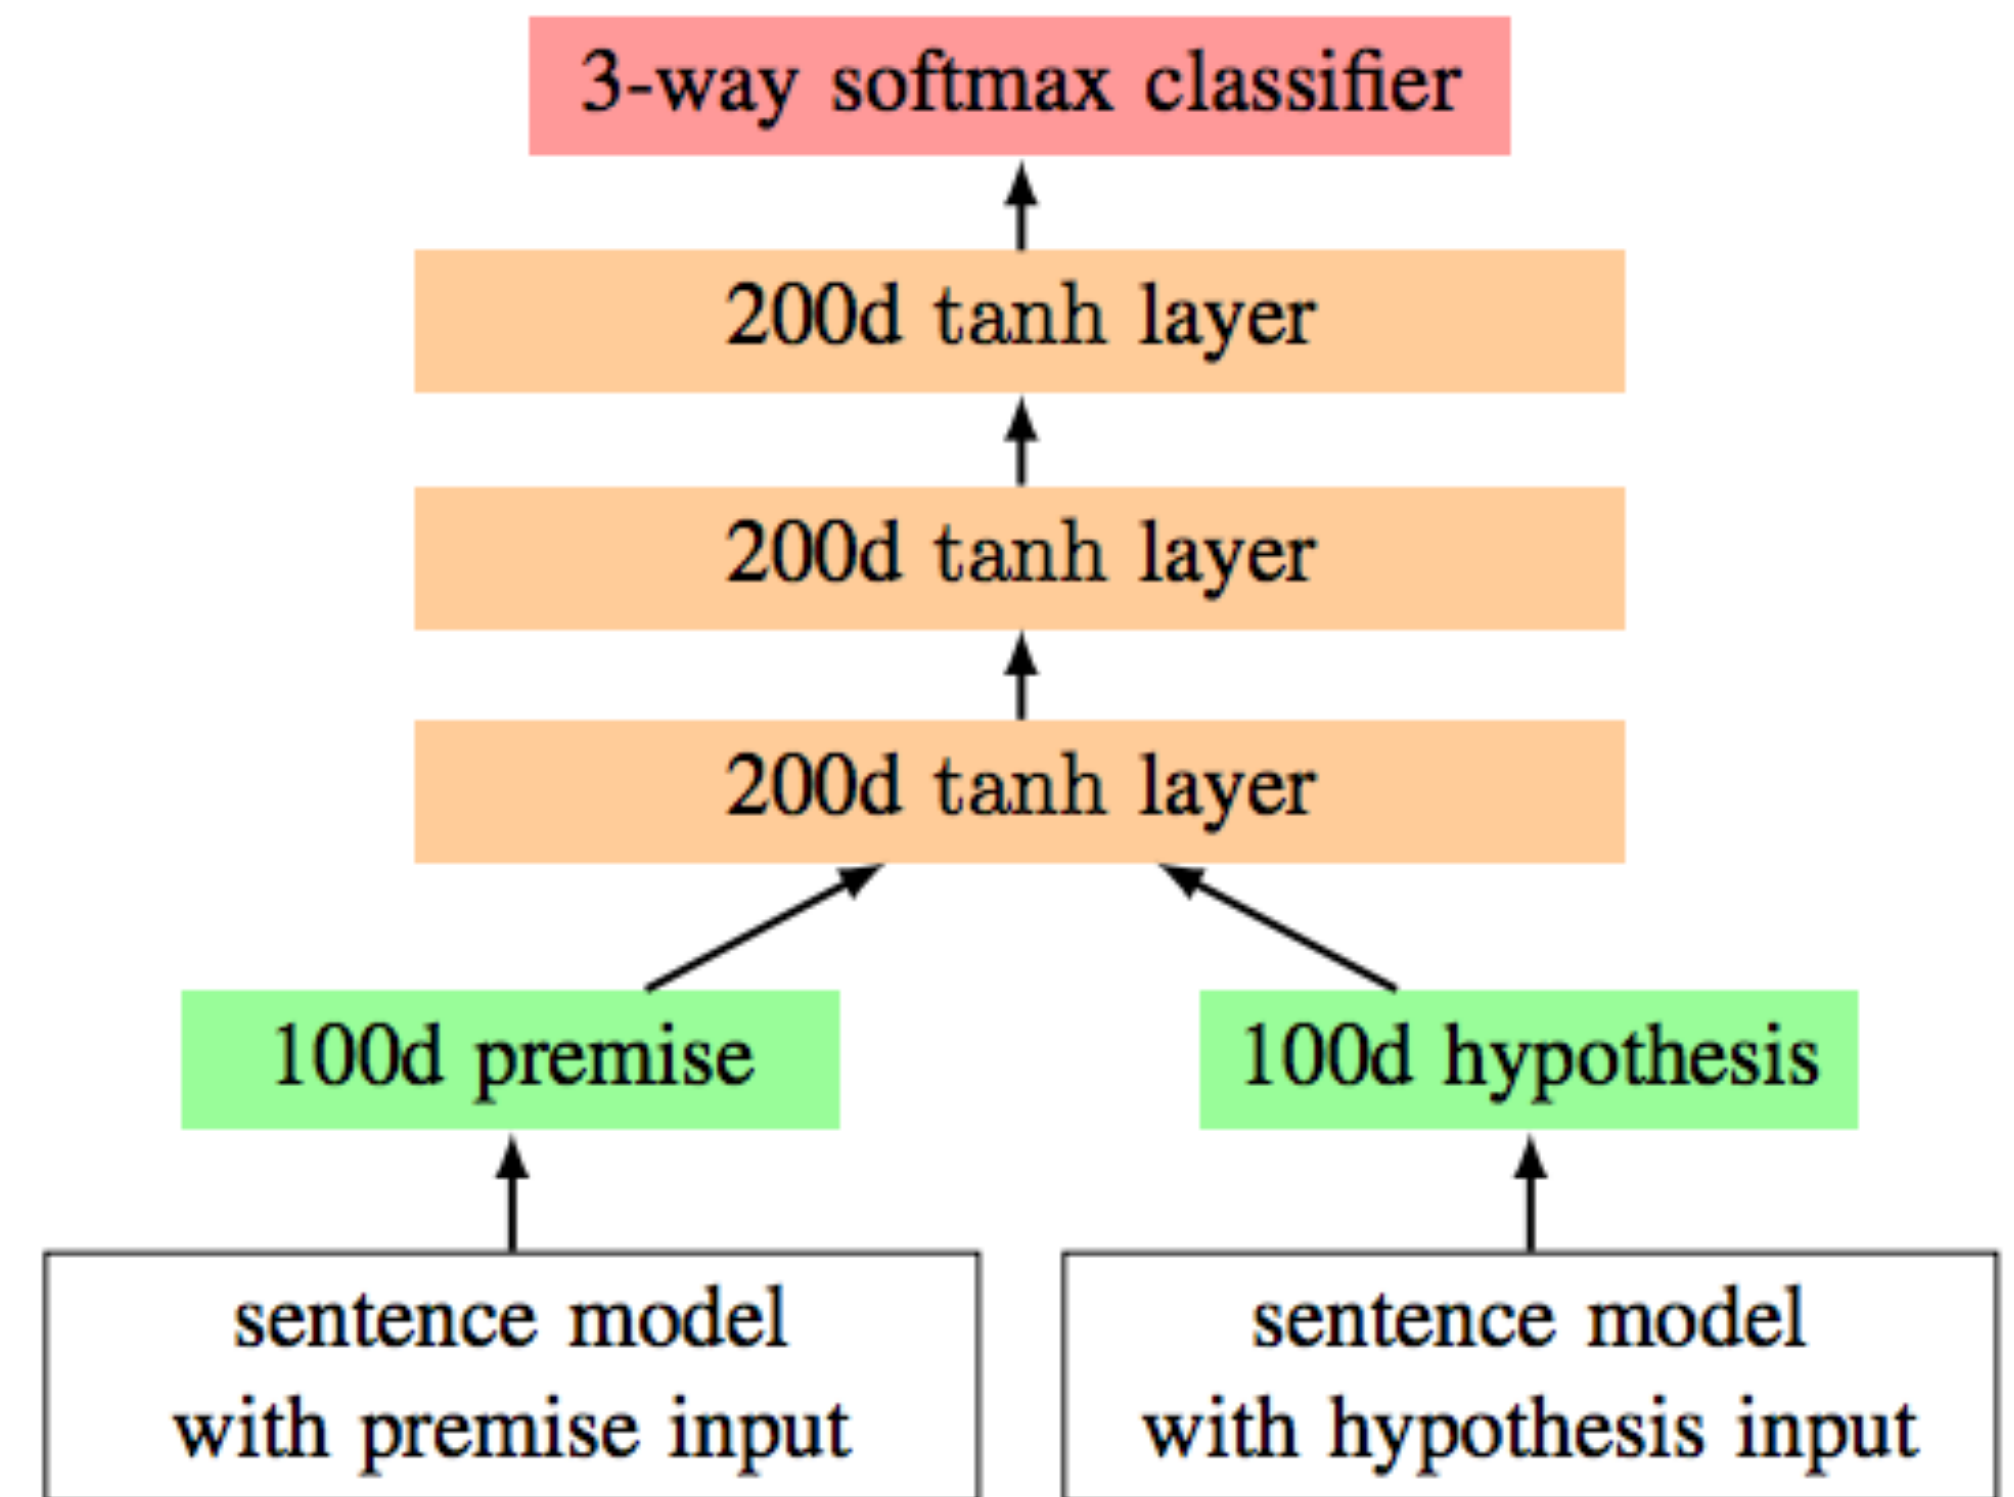 3-way softmax classifier
200d tanh layer
200d tanh layer
200d tanh layer
100d premise
100d hypothesis
sentence model
with premise input
sentence model
with hypothesis input